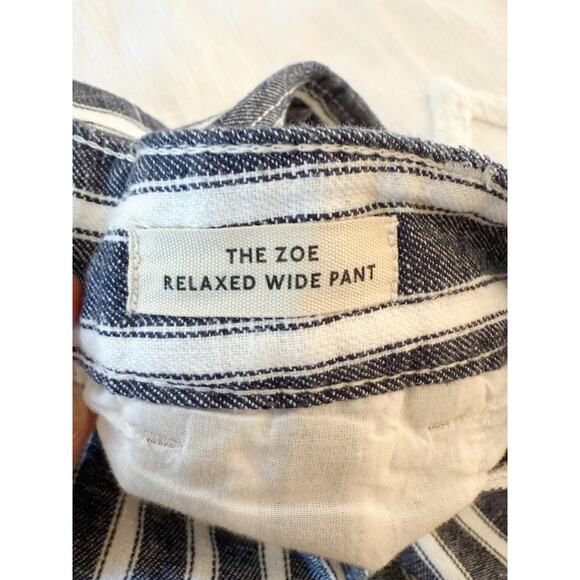 THE ZOE
RELAXED WIDE PANT